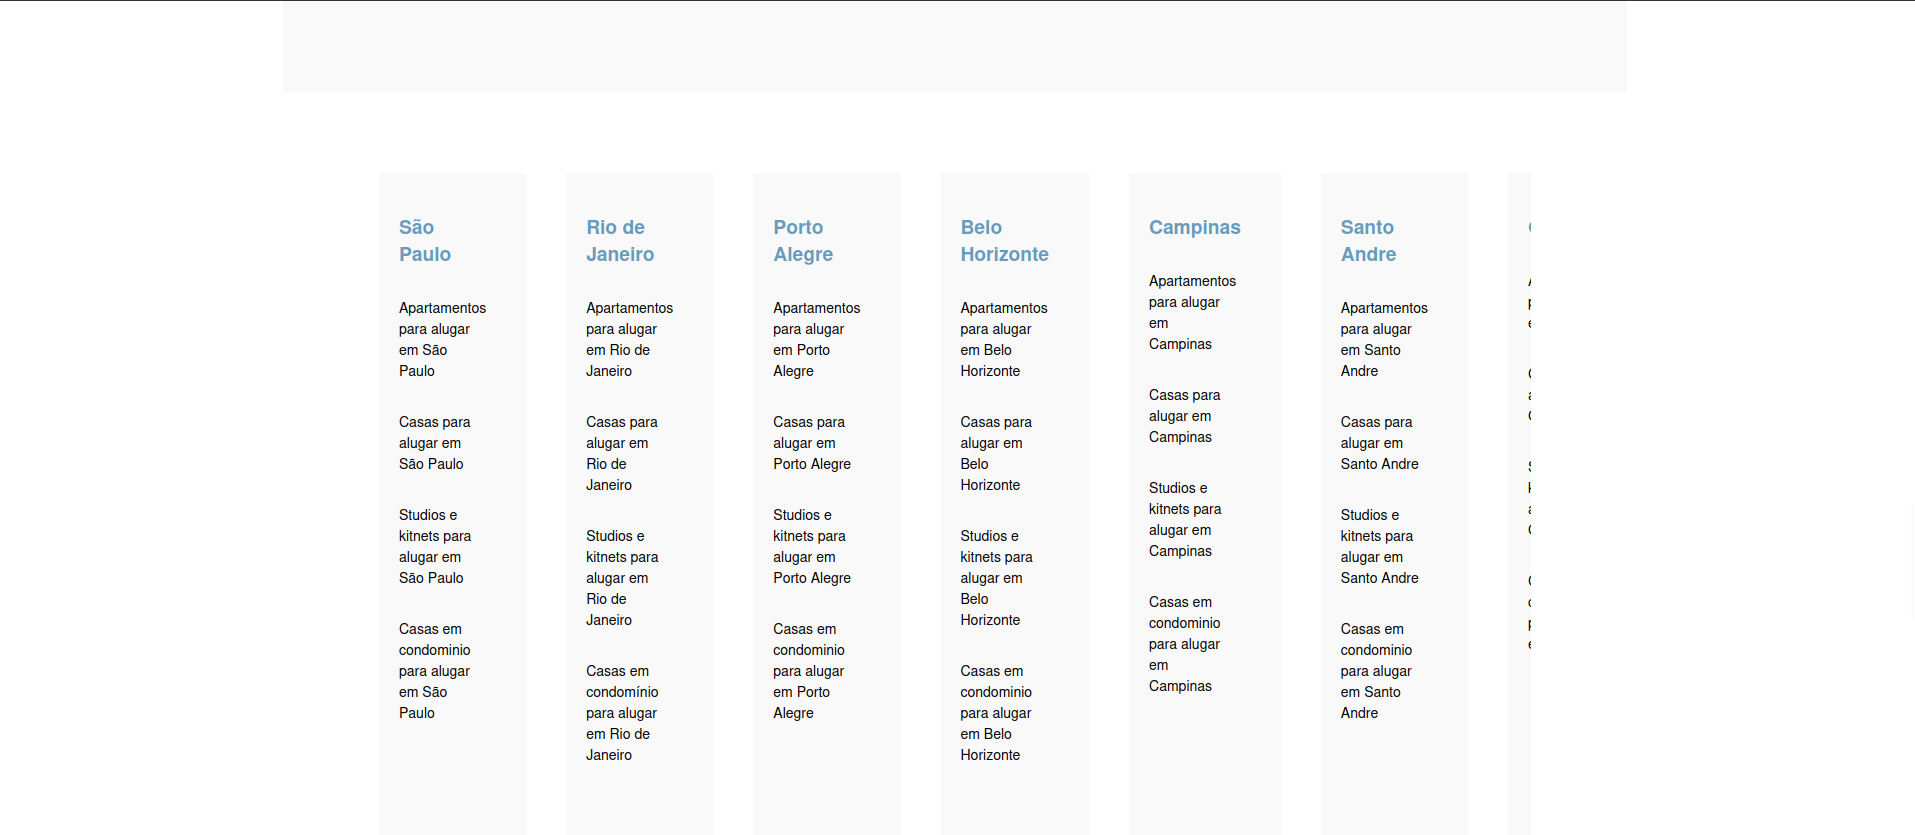 São
Paulo
Apartamentos
para alugar
em São
Paulo
Casas para
alugar em
São Paulo
Studios e
kitnets para
alugar em
São Paulo
Casas em
condominio
para alugar
em São
Paulo
Rio de
Janeiro
Apartamentos
para alugar
em Rio de
Janeiro
Casas para
alugar em
Rio de
Janeiro
Studios e
kitnets para
alugar em
Rio de
Janeiro
Casas em
condomínio
para alugar
em Rio de
Janeiro
Porto
Alegre
Apartamentos
para alugar
em Porto
Alegre
Casas para
alugar em
Porto Alegre
Studios e
kitnets para
alugar em
Porto Alegre
Casas em
condominio
para alugar
em Porto
Alegre
Belo
Horizonte
Apartamentos
para alugar
em Belo
Horizonte
Casas para
alugar em
Belo
Horizonte
Studios e
kitnets para
alugar em
Belo
Horizonte
Casas em
condominio
para alugar
em Belo
Horizonte
Campinas
Apartamentos
para alugar
em
Campinas
Casas para
alugar em
Campinas
Studios e
kitnets para
alugar em
Campinas
Casas em
condominio
para alugar
em
Campinas
Santo
Andre
Apartamentos
para alugar
em Santo
Andre
Casas para
alugar em
Santo Andre
Studios e
kitnets para
alugar em
Santo Andre
Casas em
condominio
para alugar
em Santo
Andre